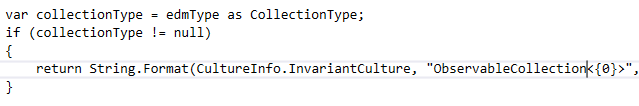 var collectionType = edmType as CollectionType;
if (collectionType != null)
{
    return String.Format(CultureInfo.InvariantCulture, "ObservableCollection<{0}>",
}